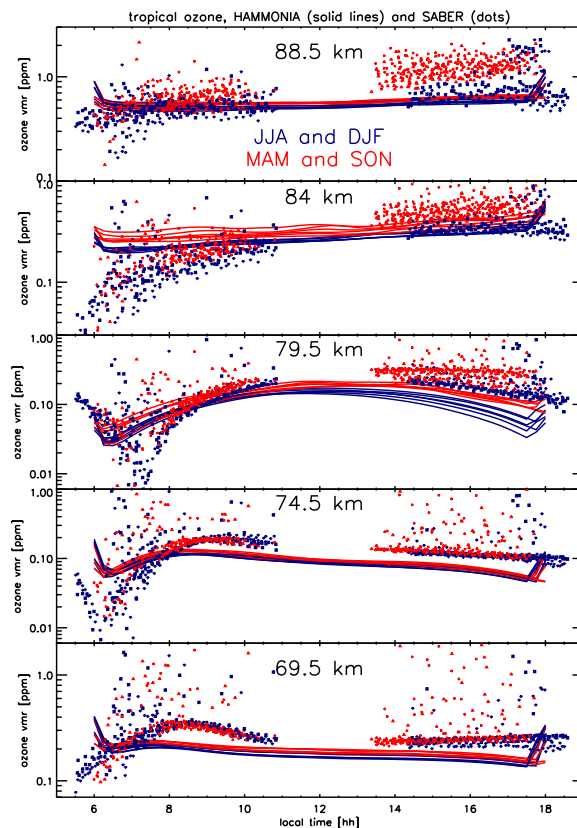 tropical ozone, HAMMONIA (solid lines) and SABER (dots)
88.5 km
1.0
ozone vmr [ppm]
JJA and DJF
MAM and SON
0.1
1.0
84 km
ozone vmr [ppm]
0.1
1.00
79.5 km
ozone vmr [ppm]
0.10
0.01
1.00
74.5 km
ozone vmr [ppm]
0.10
0.01
69.5 km
1.0
ozone vmr [ppm]
0.1
6 8 10 12 14 16 18
local time [hh]